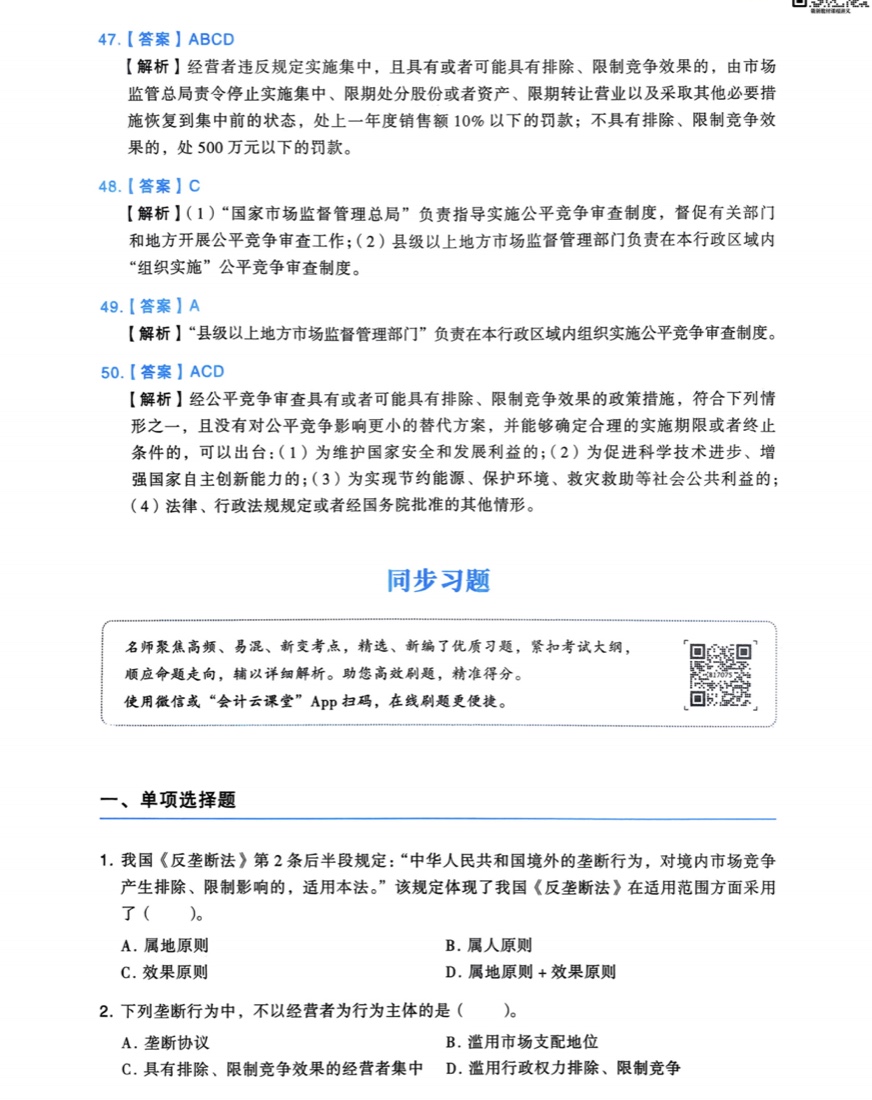 47.【答案】ABCD
【解析】经营者违反规定实施集中，且具有或者可能具有排除、限制竞争效果的，由市场
监管总局责令停止实施集中、限期处分股份或者资产、限期转让营业以及采取其他必要措
施恢复到集中前的状态，处上一年度销售额 10% 以下的罚款；不具有排除、限制竞争效
果的，处 500 万元以下的罚款。
48.【答案】C
【解析】（1）“国家市场监督管理总局”负责指导实施公平竞争审查制度，督促有关部门
和地方开展公平竞争审查工作；（2）县级以上地方市场监督管理部门负责在本行政区域内
“组织实施”公平竞争审查制度。
49.【答案】A
【解析】“县级以上地方市场监督管理部门”负责在本行政区域内组织实施公平竞争审查制度。
50.【答案】ACD
【解析】经公平竞争审查具有或者可能具有排除、限制竞争效果的政策措施，符合下列情
形之一，且没有对公平竞争影响更小的替代方案，并能够确定合理的实施期限或者终止
条件的，可以出台：（1）为维护国家安全和发展利益的；（2）为促进科学技术进步、增
强国家自主创新能力的；（3）为实现节约能源、保护环境、救灾救助等社会公共利益的；
（4）法律、行政法规规定或者经国务院批准的其他情形。
同步习题
名师聚焦高频、易混、新变考点，精选、新编了优质习题，紧扣考试大纲，
顺应命题走向，辅以详细解析。助您高效刷题，精准得分。
使用微信或“会计云课堂”App 扫码，在线刷题更便捷。
一、单项选择题
1. 我国《反垄断法》第 2 条后半段规定：“中华人民共和国境外的垄断行为，对境内市场竞争
产生排除、限制影响的，适用本法。”该规定体现了我国《反垄断法》在适用范围方面采用
了（　　）。
A. 属地原则 B. 属人原则
C. 效果原则 D. 属地原则 + 效果原则
2. 下列垄断行为中，不以经营者为行为主体的是（　　）。
A. 垄断协议 B. 滥用市场支配地位
C. 具有排除、限制竞争效果的经营者集中 D. 滥用行政权力排除、限制竞争